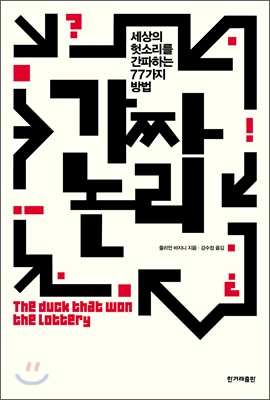 세상의
헛소리를
간파하는
77가지
방법
가짜
논리
줄리언 바지니 지음·강수정 옮김
The duck that won
the lottery
한겨레출판